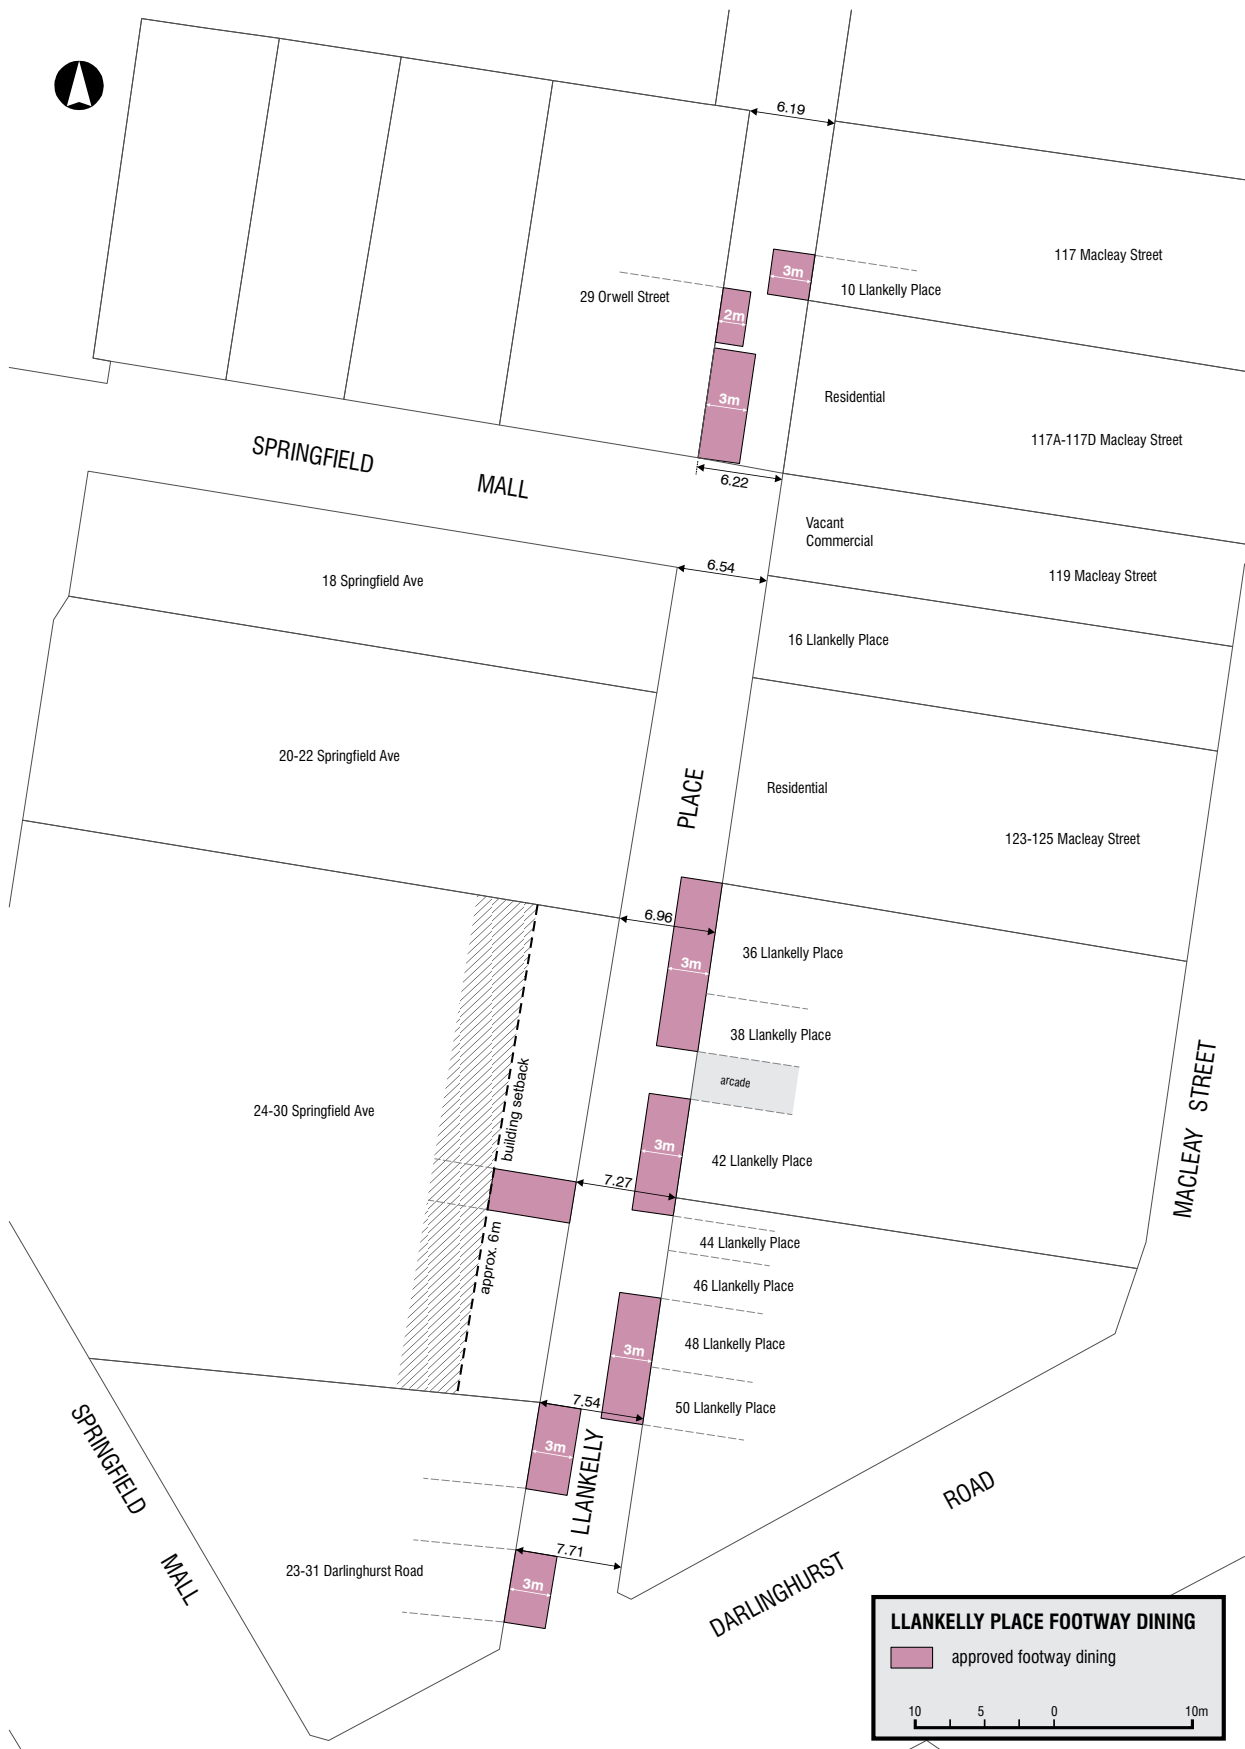 6.19
117 Macleay Street
3m
10 Llankelly Place
29 Orwell Street
2m
3m
Residential
117A-117D Macleay Street
SPRINGFIELD MALL
6.22
Vacant
Commercial
6.54
119 Macleay Street
18 Springfield Ave
16 Llankelly Place
20-22 Springfield Ave
PLACE
Residential
123-125 Macleay Street
6.96
36 Llankelly Place
3m
38 Llankelly Place
arcade
MACLEAY STREET
24-30 Springfield Ave
building setback
approx. 6m
3m
42 Llankelly Place
7.27
44 Llankelly Place
46 Llankelly Place
3m
48 Llankelly Place
7.54
50 Llankelly Place
3m
LLANKELLY
SPRINGFIELD
MALL
7.71
23-31 Darlinghurst Road
3m
DARLINGHURST ROAD
LLANKELLY PLACE FOOTWAY DINING
approved footway dining
10 5 0 10m